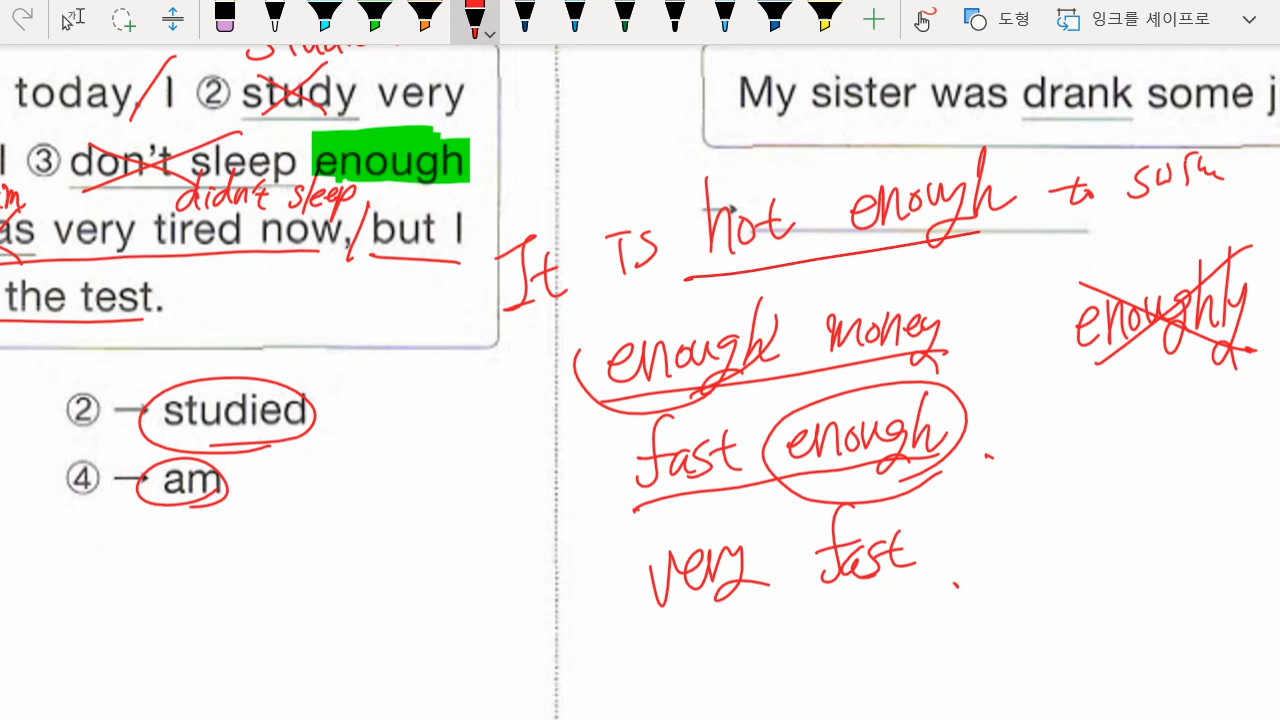 도형
잉크를 셰이프로
today, I ② study very
I ③ don't sleep enough
didn't sleep
as very tired now, but I
the test.
② → studied
④ → am
My sister was drank some j
It is hot enough to
enough money
enoughly
fast enough.
very fast.